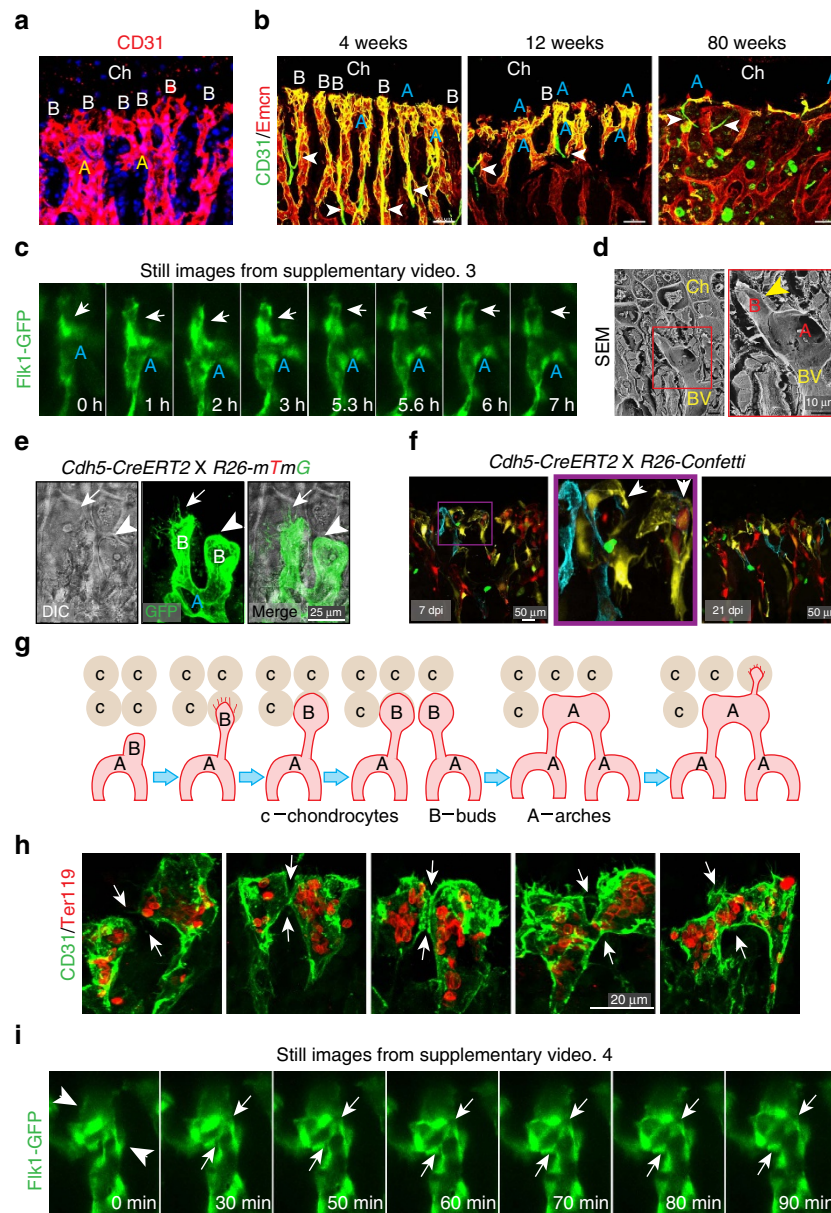 a
CD31
Ch
B B B B B
A A
b
4 weeks 12 weeks 80 weeks
CD31/Emcn
B Ch B BB B A B
A A
Ch
A B A
A A
A Ch A
c
Still images from supplementary video. 3
Flk1-GFP
A A A A A A A A
0 h 1 h 2 h 3 h 5.3 h 5.6 h 6 h 7 h
d
SEM
Ch
BV
B
A
BV
10 μm
e
Cdh5-CreERT2 X R26-mTmG
B B
A
DIC GFP Merge 25 μm
f
Cdh5-CreERT2 X R26-Confetti
7 dpi 50 μm 21 dpi 50 μm
g
c c c c c c c c c c c c c c
c c c c c c c c
B B B B B A A
A A A A A A A A
c–chondrocytes B–buds A–arches
h
CD31/Ter119
20 μm
i
Still images from supplementary video. 4
Flk1-GFP
0 min 30 min 50 min 60 min 70 min 80 min 90 min